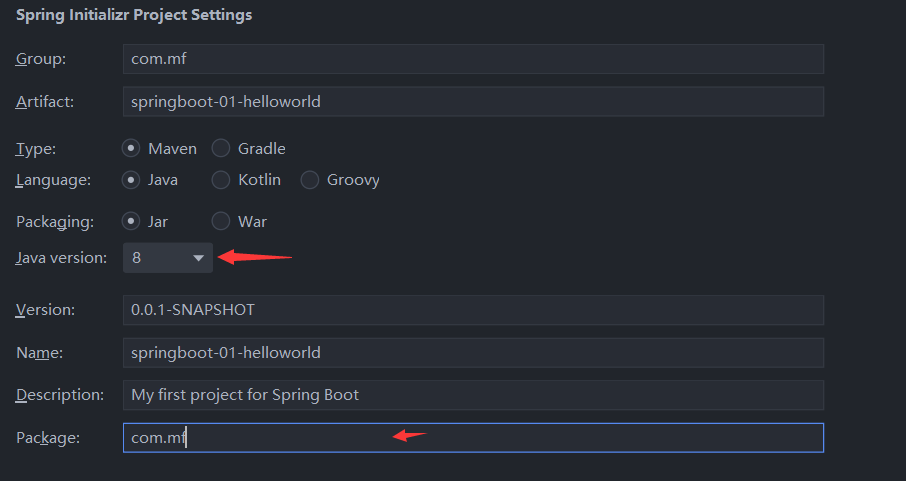 Spring Initializr Project Settings
Group: com.mf
Artifact: springboot-01-helloworld
Type: Maven Gradle
Language: Java Kotlin Groovy
Packaging: Jar War
Java version: 8
Version: 0.0.1-SNAPSHOT
Name: springboot-01-helloworld
Description: My first project for Spring Boot
Package: com.mf